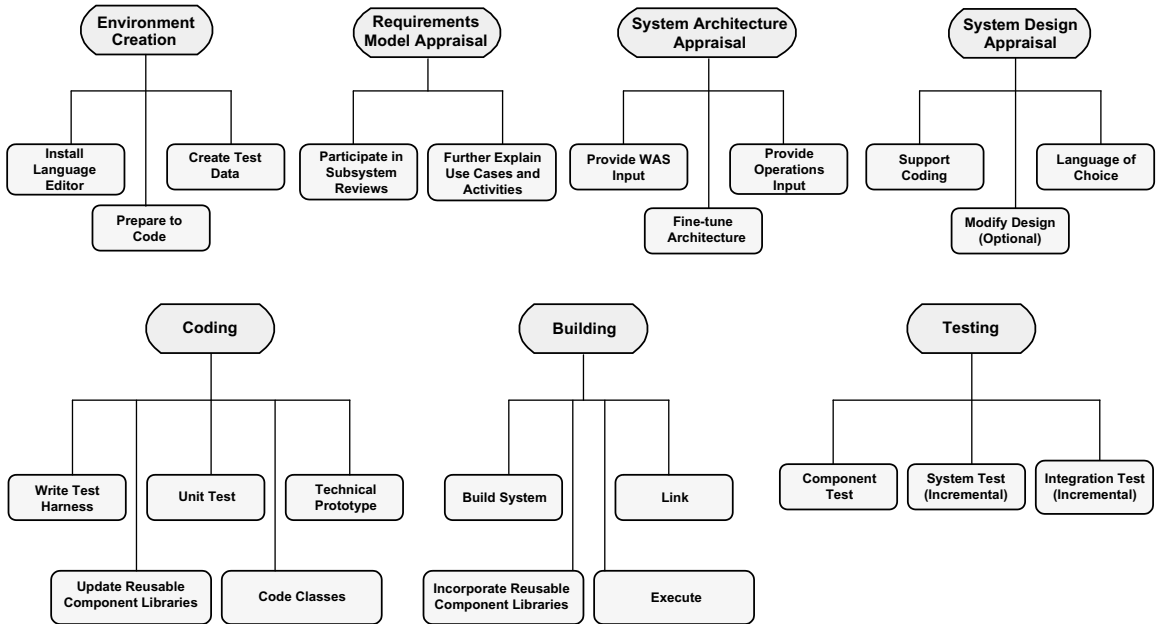 Environment
Creation
Requirements
Model Appraisal
System Architecture
Appraisal
System Design
Appraisal
Install
Language
Editor
Create Test
Data
Prepare to
Code
Participate in
Subsystem
Reviews
Further Explain
Use Cases and
Activities
Provide WAS
Input
Provide
Operations
Input
Fine-tune
Architecture
Support
Coding
Language of
Choice
Modify Design
(Optional)
Coding
Building
Testing
Write Test
Harness
Unit Test
Technical
Prototype
Update Reusable
Component Libraries
Code Classes
Build System
Link
Incorporate Reusable
Component Libraries
Execute
Component
Test
System Test
(Incremental)
Integration Test
(Incremental)